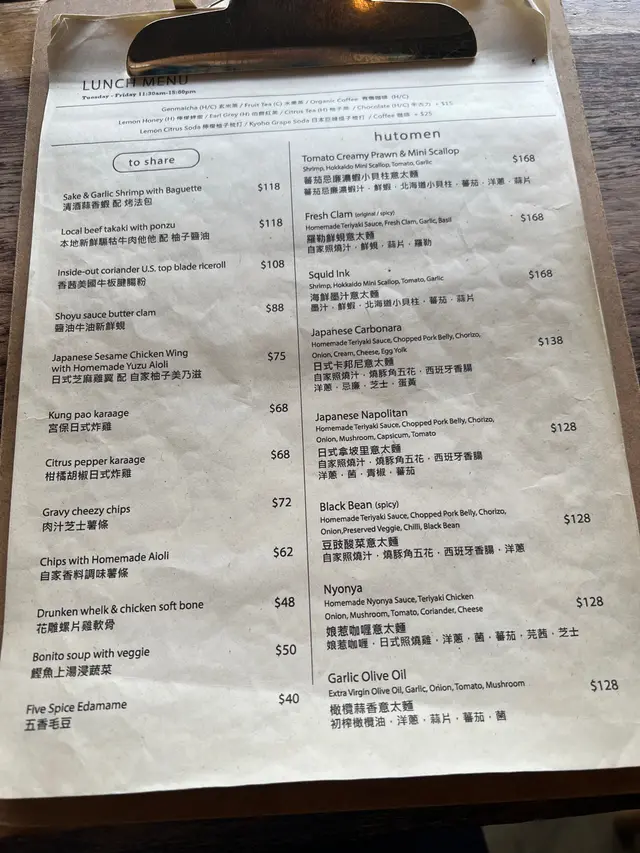 LUNCH MENU
Tuesday - Friday 11:30am-15:00pm
Genmaicha (H/C) 玄米茶 / Fruit Tea (C) 水果茶 / Organic Coffee 有機咖啡 (H/C)
Lemon Honey (H) 檸檬蜂蜜 / Earl Grey (H) 伯爵紅茶 / Citrus Tea (H) 柚子茶 / Chocolate (H/C) 朱古力 + $15
Lemon Citrus Soda 檸檬柚子梳打 / Kyoho Grape Soda 日本巨峰提子梳打 / Coffee 咖啡 + $25
to share
Sake & Garlic Shrimp with Baguette $118
清酒蒜香蝦 配 烤法包
Local beef takaki with ponzu $118
本地新鮮騸牯牛肉他他 配 柚子醬油
Inside-out coriander U.S. top blade riceroll $108
香茜美國牛板腱腸粉
Shoyu sauce butter clam $88
醬油牛油新鮮蜆
Japanese Sesame Chicken Wing $75
with Homemade Yuzu Aioli
日式芝麻雞翼 配 自家柚子美乃滋
Kung pao karaage $68
宮保日式炸雞
Citrus pepper karaage $68
柑橘胡椒日式炸雞
Gravy cheezy chips $72
肉汁芝士薯條
Chips with Homemade Aioli $62
自家香料調味薯條
Drunken whelk & chicken soft bone $48
花雕螺片雞軟骨
Bonito soup with veggie $50
鰹魚上湯浸蔬菜
Five Spice Edamame $40
五香毛豆
hutomen
Tomato Creamy Prawn & Mini Scallop $168
Shrimp, Hokkaido Mini Scallop, Tomato, Garlic
蕃茄忌廉濃蝦小貝柱意太麵
蕃茄忌廉濃蝦汁 · 鮮蝦 · 北海道小貝柱 · 蕃茄 · 洋蔥 · 蒜片
Fresh Clam (original / spicy) $168
Homemade Teriyaki Sauce, Fresh Clam, Garlic, Basil
羅勒鮮蜆意太麵
自家照燒汁 · 鮮蜆 · 蒜片 · 羅勒
Squid Ink $168
Shrimp, Hokkaido Mini Scallop, Tomato, Garlic
海鮮墨汁意太麵
墨汁 · 蝦 · 北海道小貝柱 · 蕃茄 · 蒜片
Japanese Carbonara $138
Homemade Teriyaki Sauce, Chopped Pork Belly, Chorizo,
Onion, Cream, Cheese, Egg Yolk
日式卡邦尼意太麵
自家照燒汁 · 燒豚角五花 · 西班牙香腸
洋蔥 · 忌廉 · 芝士 · 蛋黃
Japanese Napolitan $128
Homemade Teriyaki Sauce, Chopped Pork Belly, Chorizo,
Onion, Mushroom, Capsicum, Tomato
日式拿坡里意太麵
自家照燒汁 · 燒豚角五花 · 西班牙香腸
洋蔥 · 菌 · 青椒 · 蕃茄
Black Bean (spicy) $128
Homemade Teriyaki Sauce, Chopped Pork Belly, Chorizo,
Onion,Preserved Veggie, Chilli, Black Bean
豆豉酸菜意太麵
自家照燒汁 · 燒豚角五花 · 西班牙香腸 · 洋蔥
Nyonya $128
Homemade Nyonya Sauce, Teriyaki Chicken
Onion, Mushroom, Tomato, Coriander, Cheese
娘惹咖喱意太麵
娘惹咖喱 · 日式照燒雞 · 洋蔥 · 菌 · 蕃茄 · 芫茜 · 芝士
Garlic Olive Oil $128
Extra Virgin Olive Oil, Garlic, Onion, Tomato, Mushroom
橄欖蒜香意太麵
初榨橄欖油 · 洋蔥 · 蒜片 · 蕃茄 · 菌